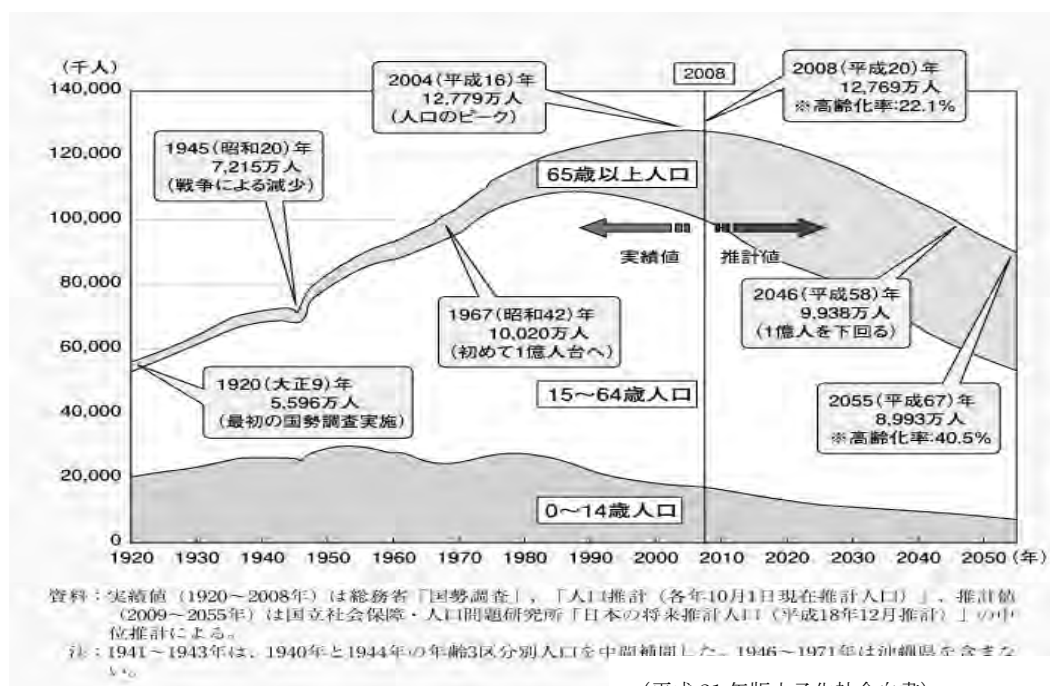 (千人)
140,000
120,000
100,000
80,000
60,000
40,000
20,000
0
2004(平成16)年
12,779万人
(人口のピーク)
2008
2008(平成20)年
12,769万人
※高齢化率:22.1%
1945(昭和20)年
7,215万人
(戦争による減少)
65歳以上人口
実績値
推計値
1967(昭和42)年
10,020万人
(初めて1億人台へ)
2046(平成58)年
9,938万人
(1億人を下回る)
1920(大正9)年
5,596万人
(最初の国勢調査実施)
15~64歳人口
2055(平成67)年
8,993万人
※高齢化率:40.5%
0~14歳人口
1920 1930 1940 1950 1960 1970 1980 1990 2000 2010 2020 2030 2040 2050 (年)
資料:実績値(1920~2008年)は総務省「国勢調査」、「人口推計(各年10月1日現在推計人口)」、推計値
(2009~2055年)は国立社会保障・人口問題研究所「日本の将来推計人口(平成18年12月推計)」の中
位推計による。
注:1941~1943年は、1940年と1944年の年齢3区分別人口を中間補間した。1946~1971年は沖縄県を含まな
い。